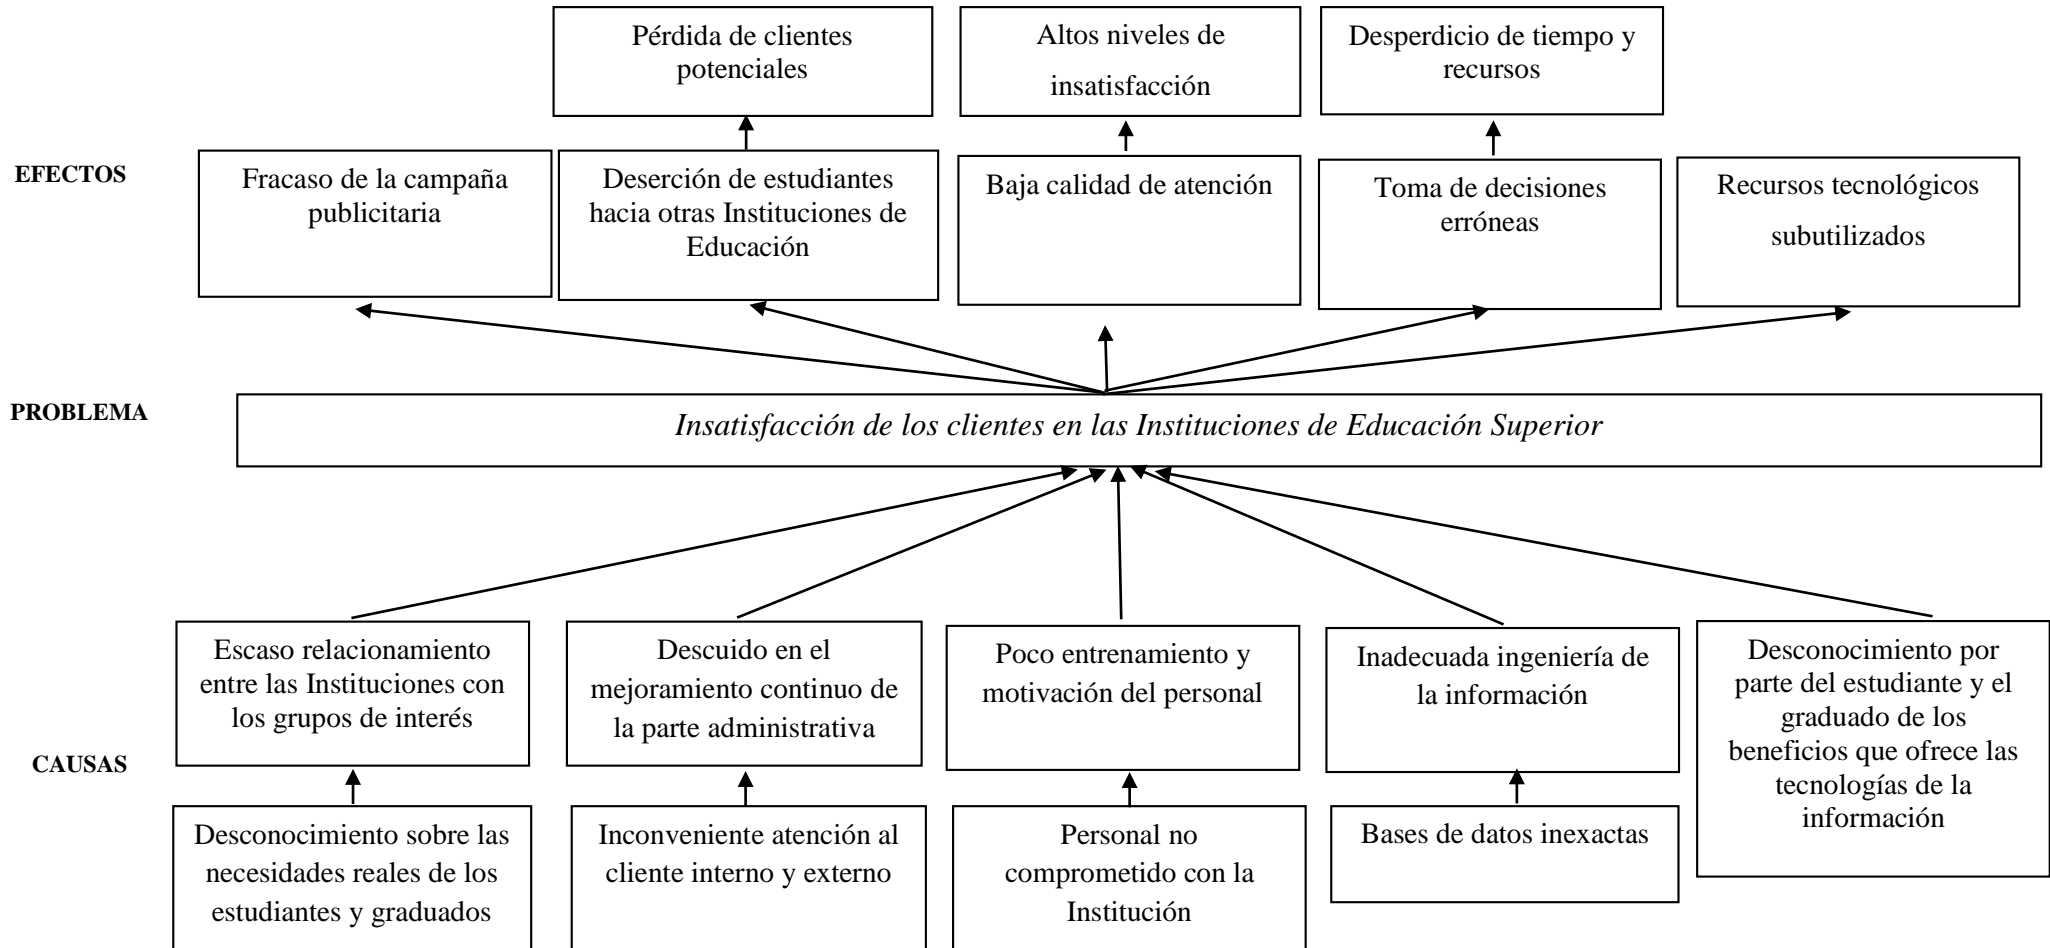 Pérdida de clientes
potenciales
Altos niveles de
insatisfacción
Desperdicio de tiempo y
recursos
EFECTOS
Fracaso de la campaña
publicitaria
Deserción de estudiantes
hacia otras Instituciones de
Educación
Baja calidad de atención
Toma de decisiones
erróneas
Recursos tecnológicos
subutilizados
PROBLEMA
Insatisfacción de los clientes en las Instituciones de Educación Superior
CAUSAS
Escaso relacionamiento
entre las Instituciones con
los grupos de interés
Descuido en el
mejoramiento continuo de
la parte administrativa
Poco entrenamiento y
motivación del personal
Inadecuada ingeniería de
la información
Desconocimiento por
parte del estudiante y el
graduado de los
beneficios que ofrece las
tecnologías de la
información
Desconocimiento sobre las
necesidades reales de los
estudiantes y graduados
Inconveniente atención al
cliente interno y externo
Personal no
comprometido con la
Institución
Bases de datos inexactas